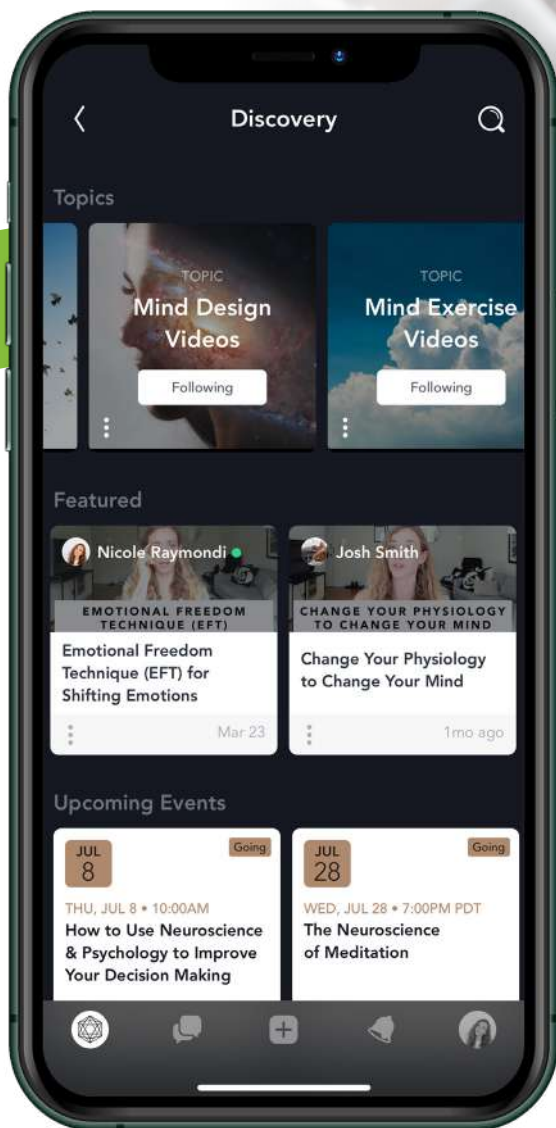 Discovery
Topics
TOPIC
Mind Design
Videos
Following
TOPIC
Mind Exercise
Videos
Following
Featured
Nicole Raymondi
EMOTIONAL FREEDOM
TECHNIQUE (EFT)
Emotional Freedom
Technique (EFT) for
Shifting Emotions
Mar 23
Josh Smith
CHANGE YOUR PHYSIOLOGY
TO CHANGE YOUR MIND
Change Your Physiology
to Change Your Mind
1mo ago
Upcoming Events
JUL
8
Going
THU, JUL 8 • 10:00AM
How to Use Neuroscience
& Psychology to Improve
Your Decision Making
JUL
28
Going
WED, JUL 28 • 7:00PM PDT
The Neuroscience
of Meditation